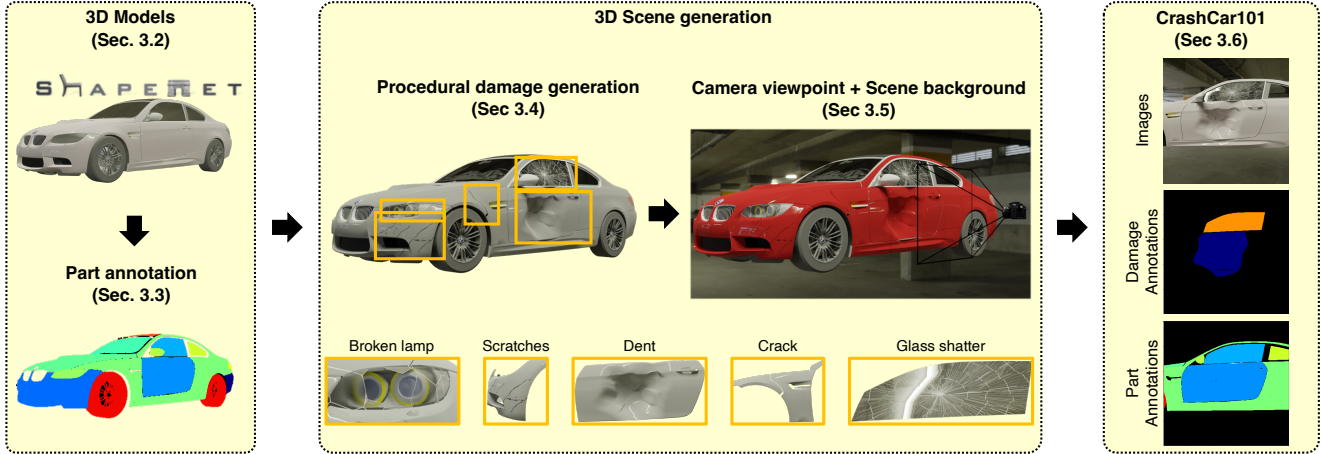 3D Models
(Sec. 3.2)
SHAPENET
Part annotation
(Sec. 3.3)
3D Scene generation
Procedural damage generation
(Sec 3.4)
Camera viewpoint + Scene background
(Sec 3.5)
Broken lamp
Scratches
Dent
Crack
Glass shatter
CrashCar101
(Sec 3.6)
Images
Damage
Annotations
Part
Annotations